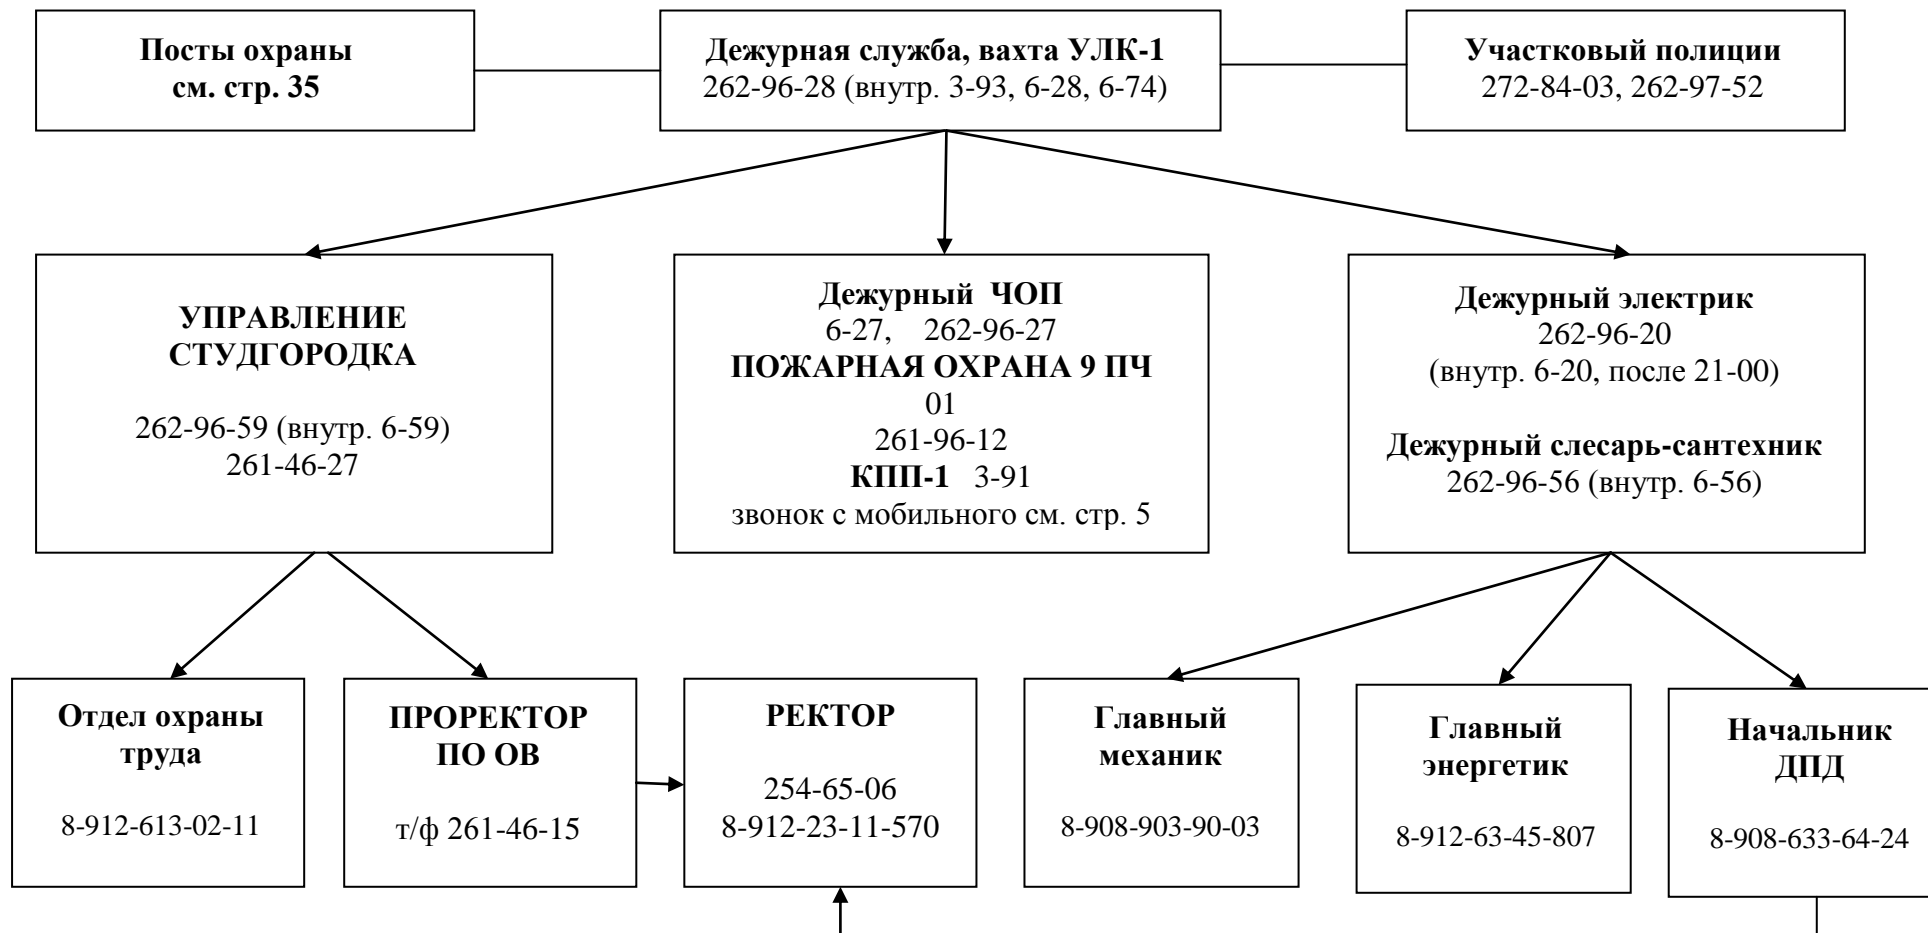 Посты охраны
см. стр. 35
Дежурная служба, вахта УЛК-1
262-96-28 (внутр. 3-93, 6-28, 6-74)
Участковый полиции
272-84-03, 262-97-52
УПРАВЛЕНИЕ
СТУДГОРОДКА
262-96-59 (внутр. 6-59)
261-46-27
Дежурный ЧОП
6-27, 262-96-27
ПОЖАРНАЯ ОХРАНА 9 ПЧ
01
261-96-12
КПП-1 3-91
звонок с мобильного см. стр. 5
Дежурный электрик
262-96-20
(внутр. 6-20, после 21-00)
Дежурный слесарь-сантехник
262-96-56 (внутр. 6-56)
Отдел охраны
труда
8-912-613-02-11
ПРОРЕКТОР
ПО ОВ
т/ф 261-46-15
РЕКТОР
254-65-06
8-912-23-11-570
Главный
механик
8-908-903-90-03
Главный
энергетик
8-912-63-45-807
Начальник
ДПД
8-908-633-64-24